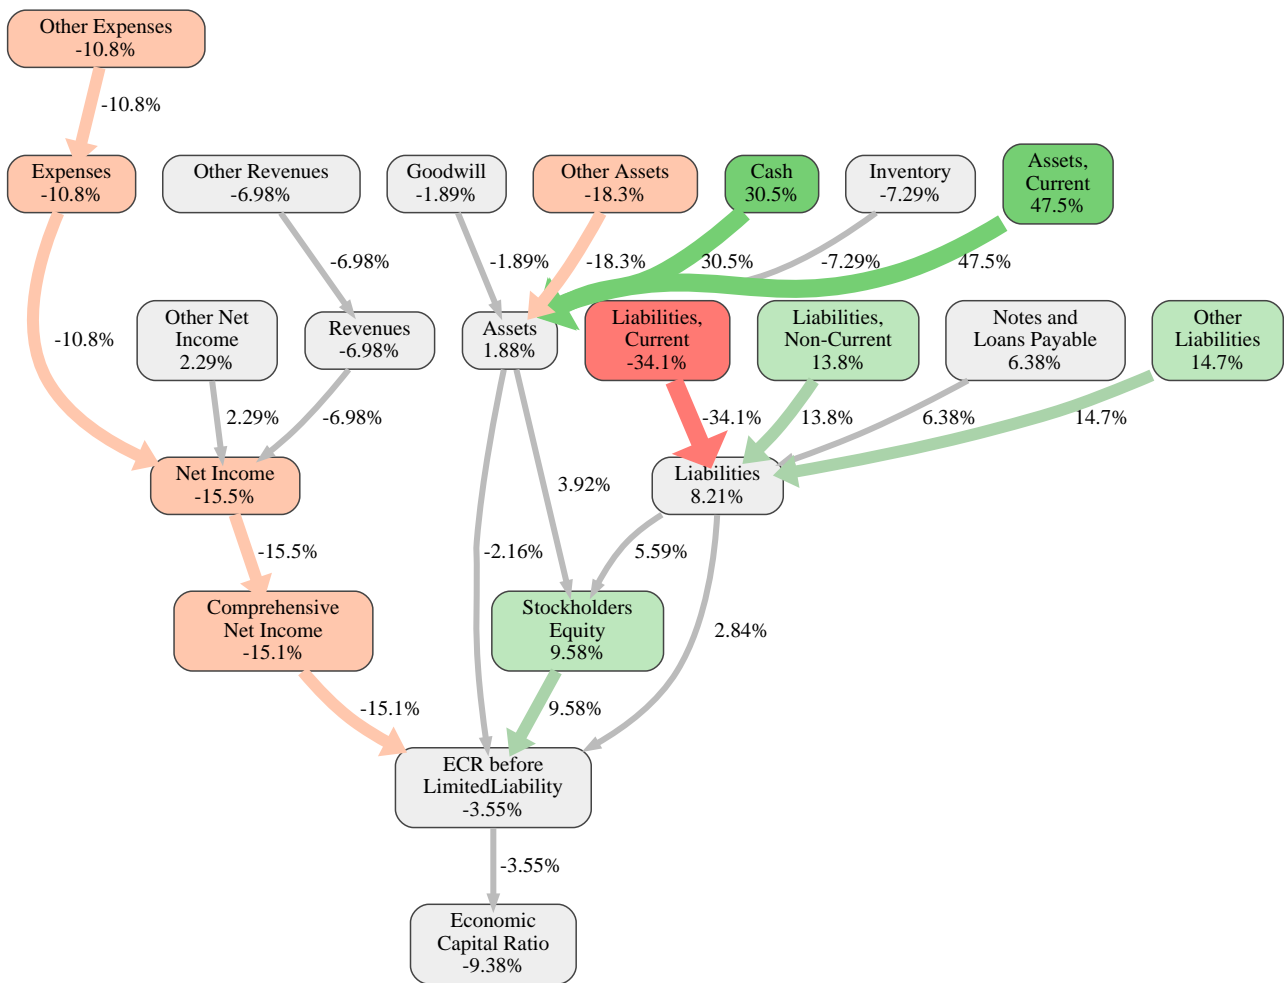 Other Expenses
-10.8%
-10.8%
Expenses
-10.8%
Other Revenues
-6.98%
Goodwill
-1.89%
Other Assets
-18.3%
Cash
30.5%
Inventory
-7.29%
Assets,
Current
47.5%
-6.98%
-1.89%
-18.3%
30.5%
-7.29%
47.5%
-10.8%
Other Net
Income
2.29%
Revenues
-6.98%
Assets
1.88%
Liabilities,
Current
-34.1%
Liabilities,
Non-Current
13.8%
Notes and
Loans Payable
6.38%
Other
Liabilities
14.7%
2.29%
-6.98%
-34.1%
13.8%
6.38%
14.7%
Net Income
-15.5%
3.92%
Liabilities
8.21%
-15.5%
-2.16%
5.59%
Comprehensive
Net Income
-15.1%
Stockholders
Equity
9.58%
2.84%
-15.1%
9.58%
ECR before
LimitedLiability
-3.55%
-3.55%
Economic
Capital Ratio
-9.38%